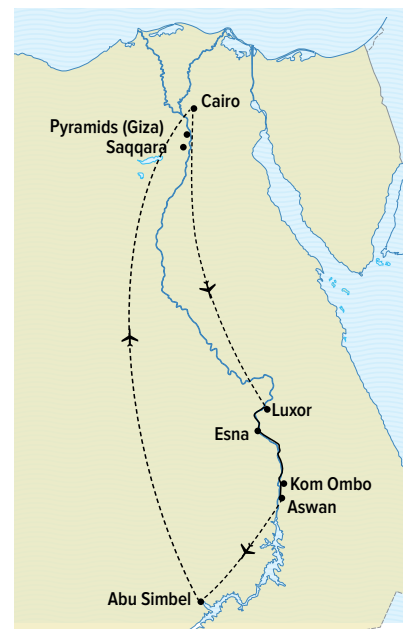 Cairo
Pyramids (Giza)
Saqqara
Luxor
Esna
Kom Ombo
Aswan
Abu Simbel